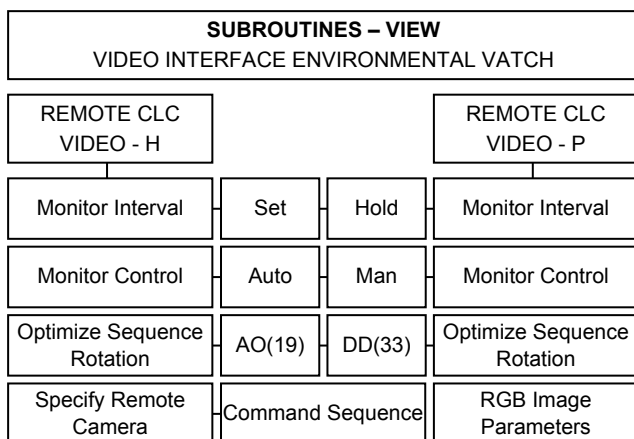 SUBROUTINES – VIEW
VIDEO INTERFACE ENVIRONMENTAL VATCH
REMOTE CLC
VIDEO - H
REMOTE CLC
VIDEO - P
Monitor Interval
Set
Hold
Monitor Interval
Monitor Control
Auto
Man
Monitor Control
Optimize Sequence
Rotation
AO(19)
DD(33)
Optimize Sequence
Rotation
Specify Remote
Camera
Command Sequence
RGB Image
Parameters